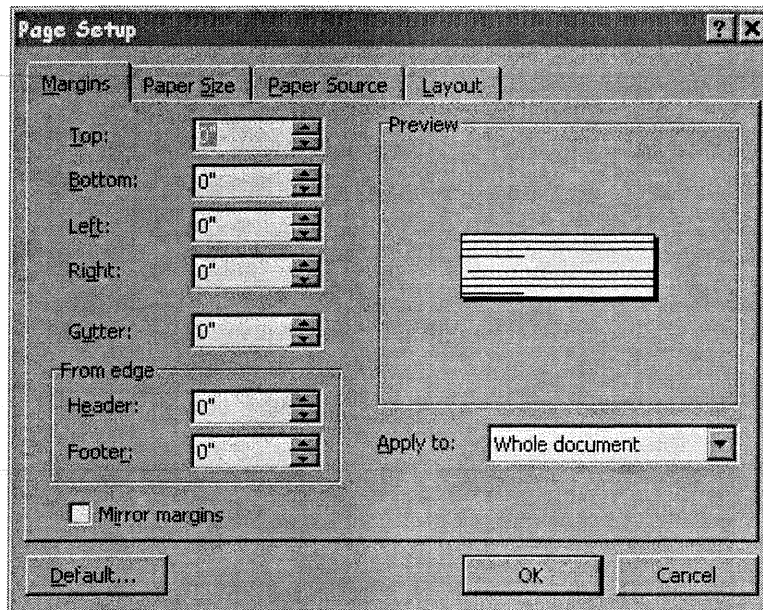 Page Setup
Margins Paper Size Paper Source Layout
Top: 0"
Bottom: 0"
Left: 0"
Right: 0"
Gutter: 0"
From edge
Header: 0"
Footer: 0"
Mirror margins
Preview
Apply to: Whole document
Default... OK Cancel